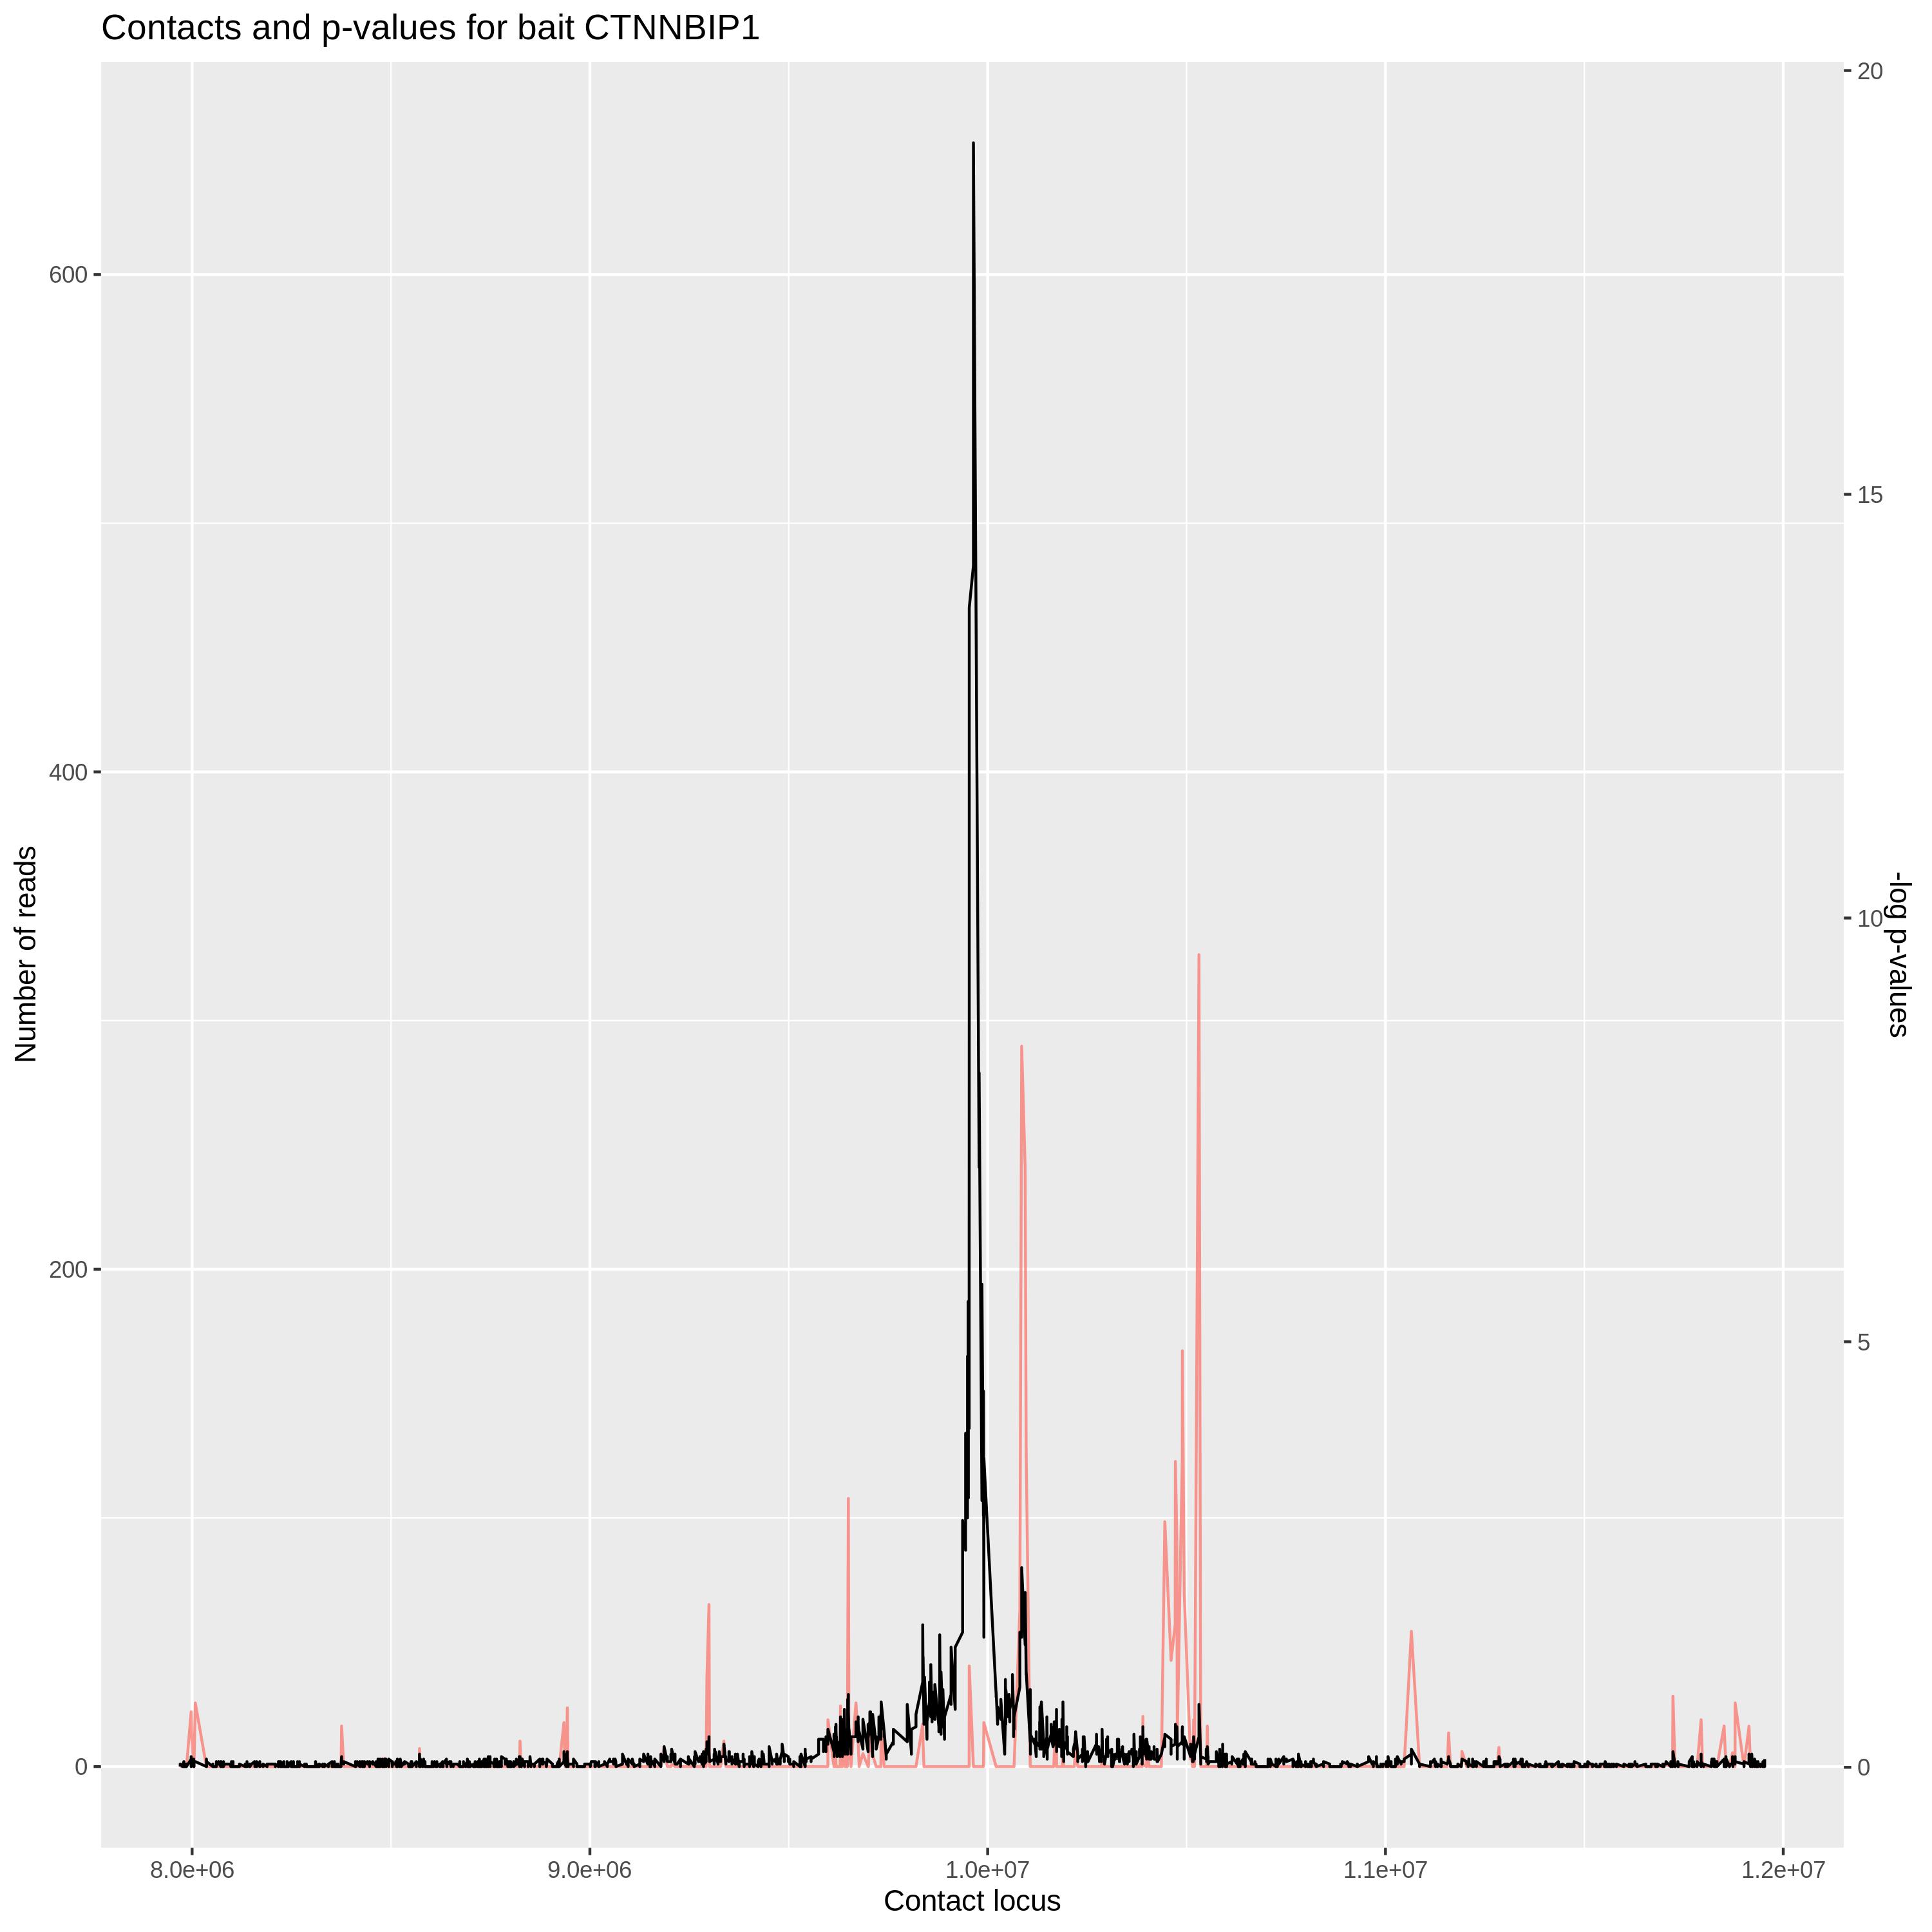 Contacts and p-values for bait CTNNBIP1
20
600
15
400
Number of reads
-log p-values
10
200
5
0
0
8.0e+06
9.0e+06
1.0e+07
1.1e+07
1.2e+07
Contact locus